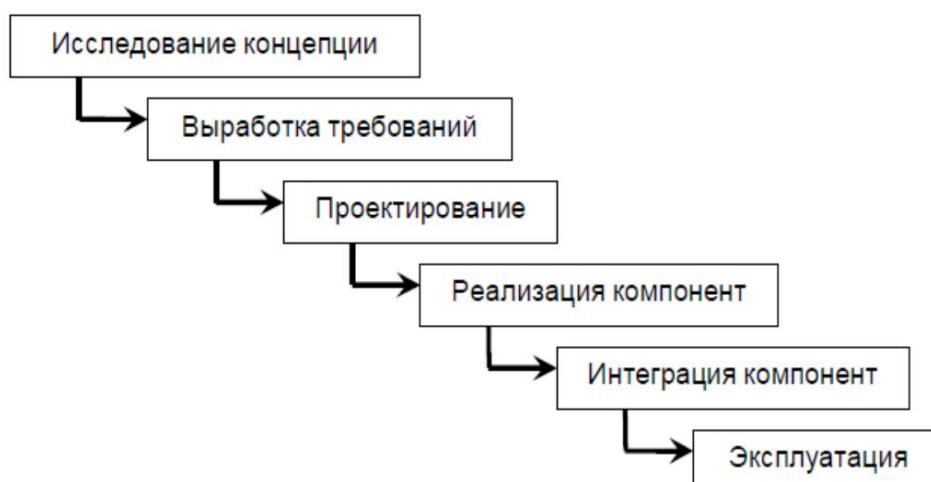 Исследование концепции
Выработка требований
Проектирование
Реализация компонент
Интеграция компонент
Эксплуатация